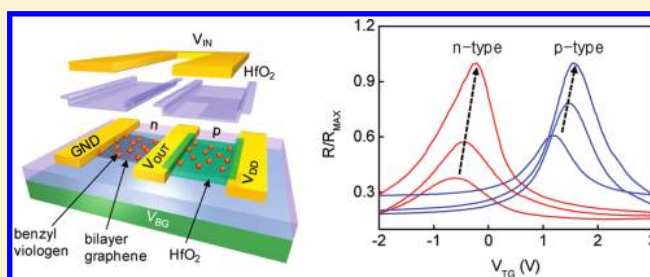 V_IN
HfO₂
n
p
GND
V_OUT
V_DD
V_BG
benzyl
viologen
bilayer
graphene
HfO₂
R/R_MAX
1.2
0.9
0.6
0.3
n-type
p-type
-2
-1
0
1
2
3
V_TG (V)